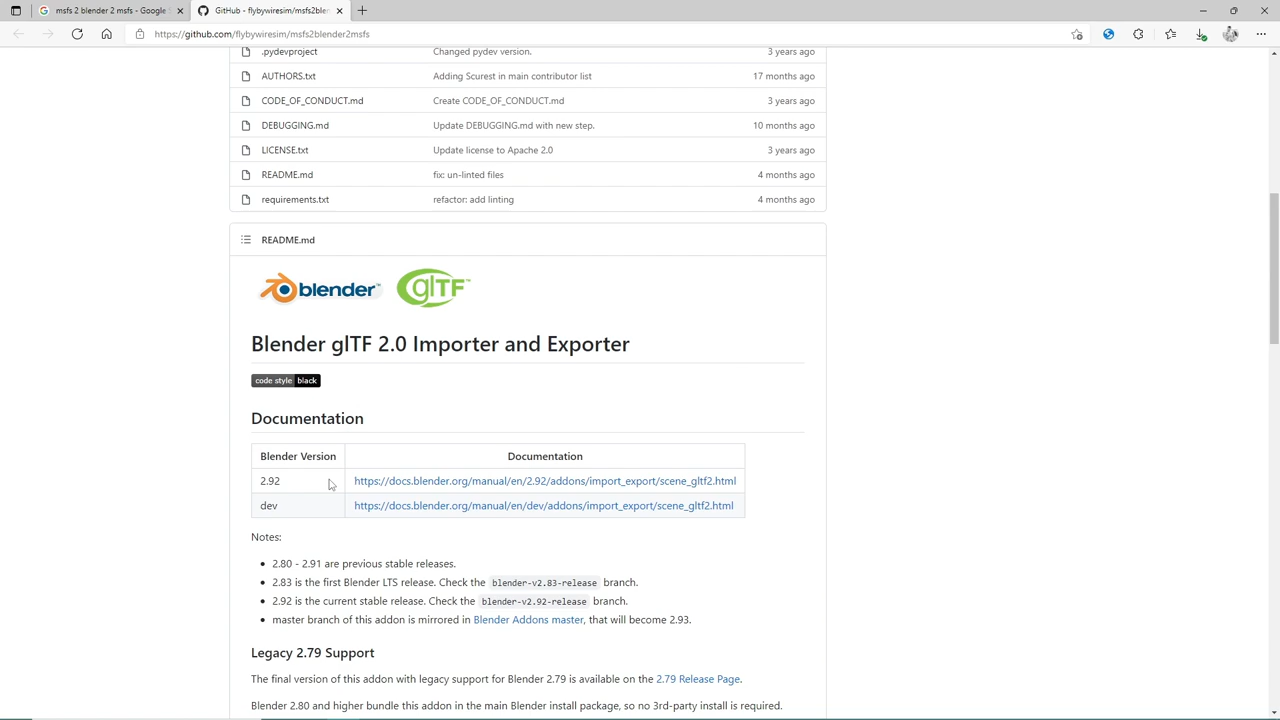 msfs 2 blender 2 msfs - Google S
GitHub - flybywiresim/msfs2blen
https://github.com/flybywiresim/msfs2blender2msfs
.pydevproject Changed pydev version. 3 years ago
AUTHORS.txt Adding Scurest in main contributor list 17 months ago
CODE_OF_CONDUCT.md Create CODE_OF_CONDUCT.md 3 years ago
DEBUGGING.md Update DEBUGGING.md with new step. 10 months ago
LICENSE.txt Update license to Apache 2.0 3 years ago
README.md fix: un-linted files 4 months ago
requirements.txt refactor: add linting 4 months ago
README.md
blender™ glTF™
Blender glTF 2.0 Importer and Exporter
code style black
Documentation
Blender Version Documentation
2.92 https://docs.blender.org/manual/en/2.92/addons/import_export/scene_gltf2.html
dev https://docs.blender.org/manual/en/dev/addons/import_export/scene_gltf2.html
Notes:
• 2.80 - 2.91 are previous stable releases.
• 2.83 is the first Blender LTS release. Check the blender-v2.83-release branch.
• 2.92 is the current stable release. Check the blender-v2.92-release branch.
• master branch of this addon is mirrored in Blender Addons master, that will become 2.93.
Legacy 2.79 Support
The final version of this addon with legacy support for Blender 2.79 is available on the 2.79 Release Page.
Blender 2.80 and higher bundle this addon in the main Blender install package, so no 3rd-party install is required.